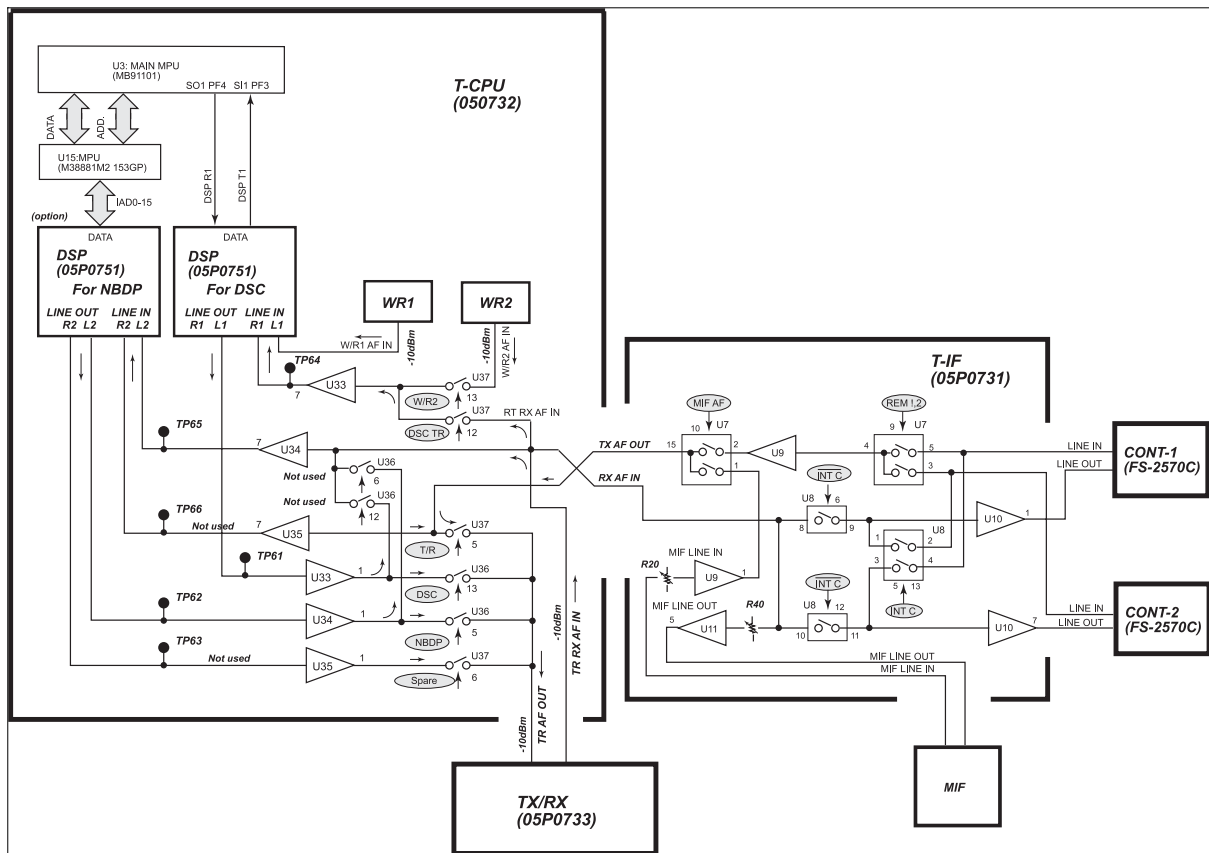 U3: MAIN MPU
(MB91101)
SO1 PF4 SI1 PF3
T-CPU
(050732)
DATA
ADD.
U15:MPU
(M38881M2 153GP)
DSP R1
DSP T1
IAD0-15
(option)
DATA
DSP
(05P0751)
For NBDP
LINE OUT LINE IN
R2 L2 R2 L2
DATA
DSP
(05P0751)
For DSC
LINE OUT LINE IN
R1 L1 R1 L1
WR1
WR2
W/R1 AF IN
-10dBm
-10dBm
W/R2 AF IN
TP64
7
U33
U37
13
W/R2
U37
12
DSC TR
RT RX AF IN
TP65
7
U34
U36
6
Not used
U36
12
Not used
TP66
Not used
7
U35
U37
5
T/R
TP61
U33
1
U36
13
DSC
TP62
U34
1
U36
5
NBDP
TP63
Not used
U35
1
U37
6
Spare
-10dBm
TR AF OUT
-10dBm
TR RX AF IN
TX/RX
(05P0733)
T-IF
(05P0731)
MIF AF
10
U7
15
2
1
TX AF OUT
RX AF IN
U9
REM !,2
9
U7
4
5
3
INT C
U8
6
8
9
U8
1
2
3
4
5
13
INT C
U10
1
MIF LINE IN
R20
U9
1
MIF LINE OUT
5
U11
R40
INT C
U8
12
10
11
U10
7
MIF LINE OUT
MIF LINE IN
LINE IN
LINE OUT
CONT-1
(FS-2570C)
LINE IN
LINE OUT
CONT-2
(FS-2570C)
MIF